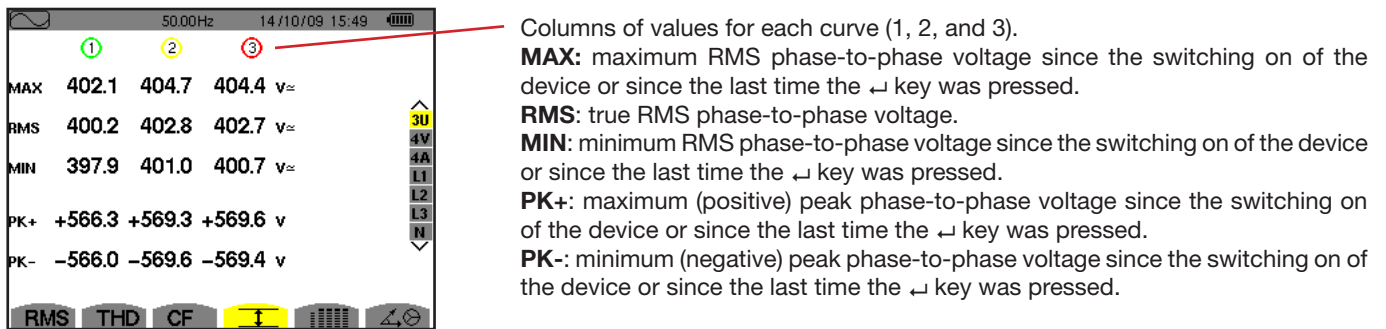 50.00Hz 14/10/09 15:49
1 2 3
MAX 402.1 404.7 404.4 V≃
RMS 400.2 402.8 402.7 V≃
MIN 397.9 401.0 400.7 V≃
PK+ +566.3 +569.3 +569.6 V
PK- -566.0 -569.6 -569.4 V
3U
4V
4A
L1
L2
L3
N
RMS THD CF
Columns of values for each curve (1, 2, and 3).
MAX: maximum RMS phase-to-phase voltage since the switching on of the
device or since the last time the ↵ key was pressed.
RMS: true RMS phase-to-phase voltage.
MIN: minimum RMS phase-to-phase voltage since the switching on of the device
or since the last time the ↵ key was pressed.
PK+: maximum (positive) peak phase-to-phase voltage since the switching on
of the device or since the last time the ↵ key was pressed.
PK-: minimum (negative) peak phase-to-phase voltage since the switching on of
the device or since the last time the ↵ key was pressed.